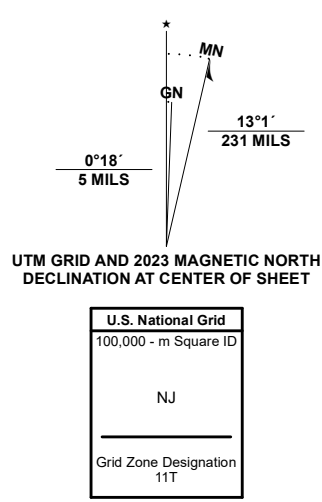 ★
MN
GN
13°1´
231 MILS
0°18´
5 MILS
UTM GRID AND 2023 MAGNETIC NORTH
DECLINATION AT CENTER OF SHEET
U.S. National Grid
100,000 - m Square ID
NJ
Grid Zone Designation
11T